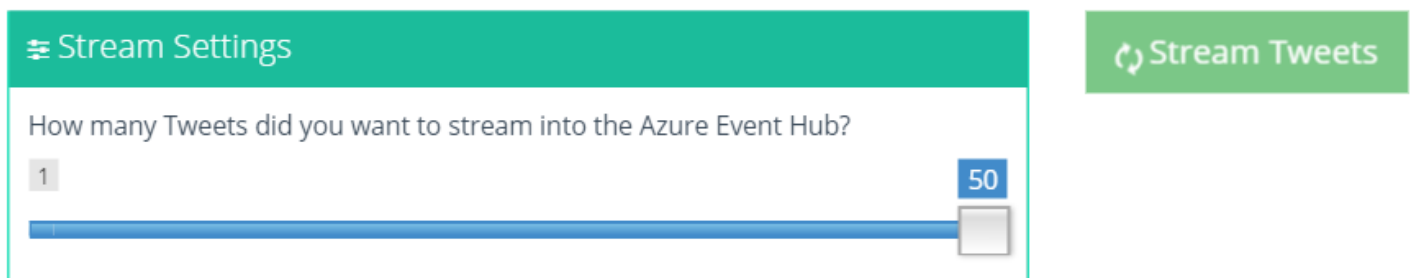 Stream Settings
Stream Tweets
How many Tweets did you want to stream into the Azure Event Hub?
1
50